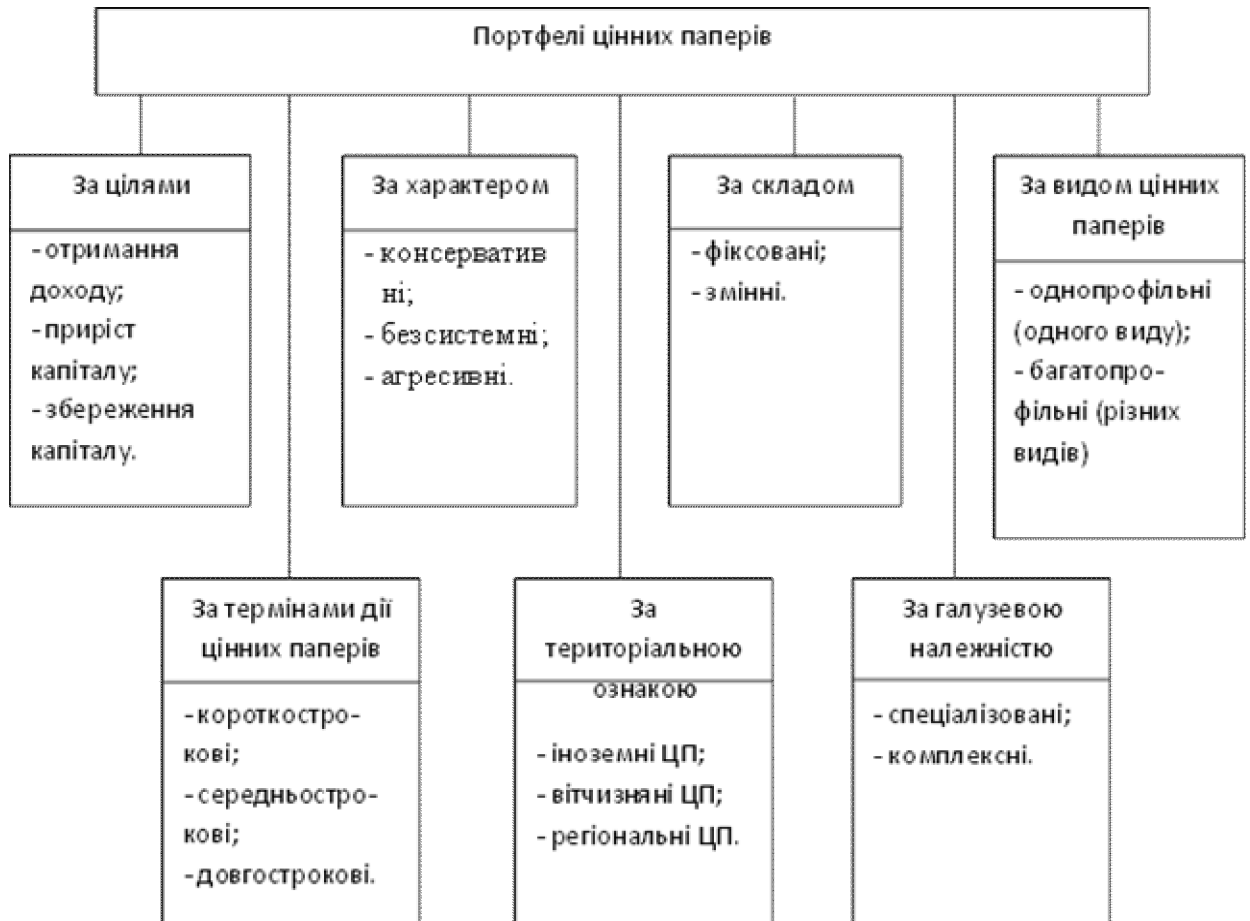 Портфелі цінних паперів
За цілями
- отримання
доходу;
- приріст
капіталу;
- збереження
капіталу.
За характером
- консерватив
ні;
- безсистемні;
- агресивні.
За складом
- фіксовані;
- змінні.
За видом цінних
паперів
- однопрофільні
(одного виду);
- багатопро-
фільні (різних
видів)
За термінами дії
цінних паперів
- короткостро-
кові;
- середньостро-
кові;
- довгострокові.
За
територіальною
ознакою
- іноземні ЦП;
- вітчизняні ЦП;
- регіональні ЦП.
За галузевою
належністю
- спеціалізовані;
- комплексні.